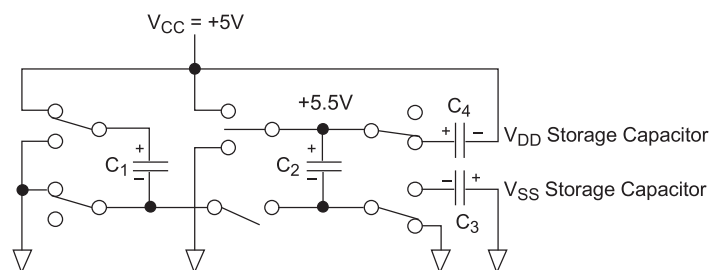 V_CC = +5V
+5.5V
C_4
+ -
V_DD Storage Capacitor
C_1
+
-
C_2
+
-
- +
V_SS Storage Capacitor
C_3